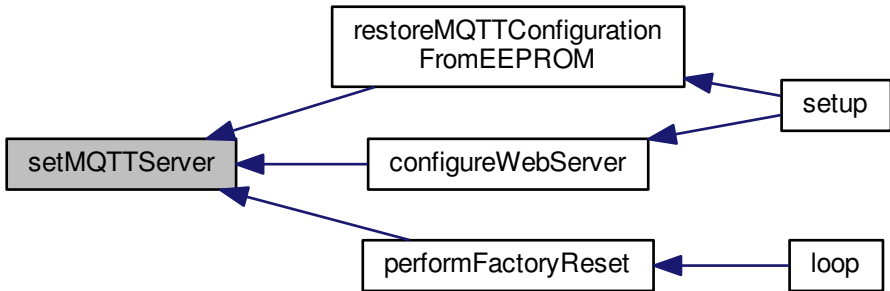 restoreMQTTConfiguration
FromEEPROM
setup
setMQTTServer
configureWebServer
performFactoryReset
loop